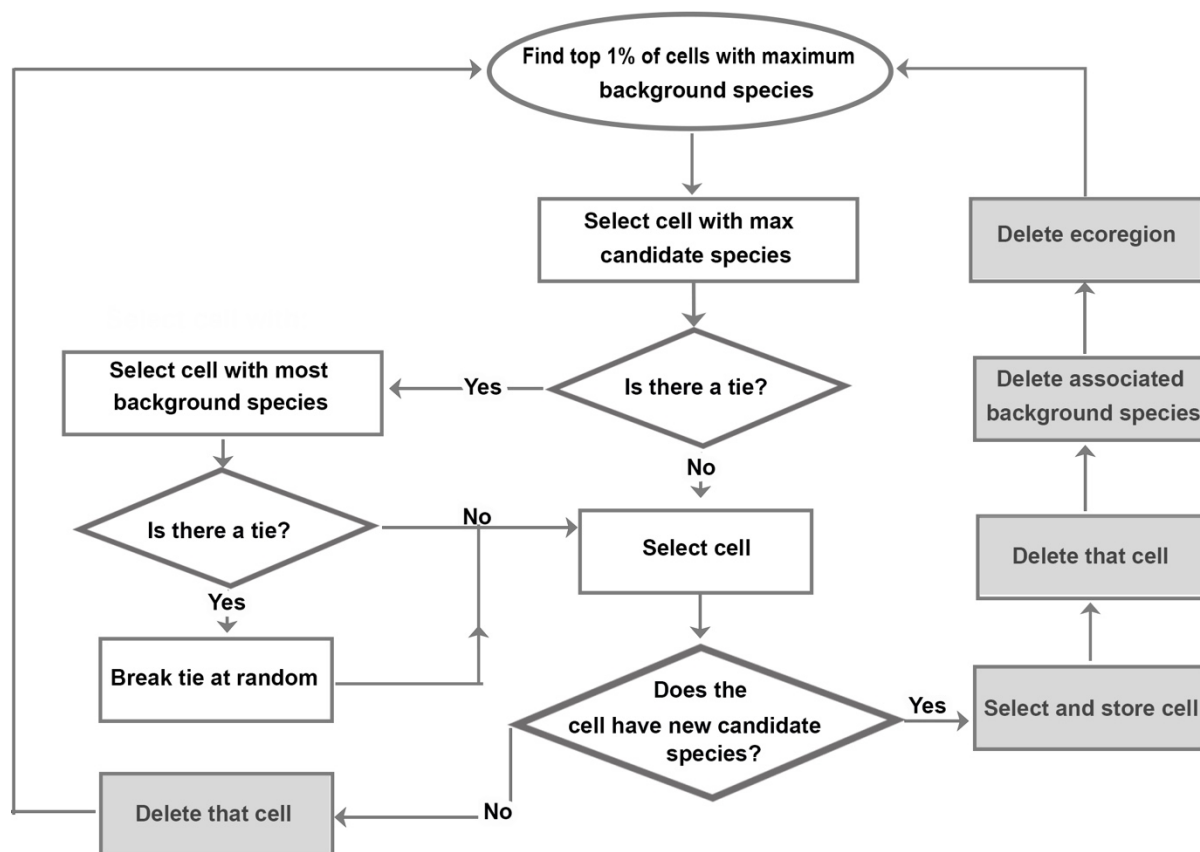 Find top 1% of cells with maximum
background species
Select cell with max
candidate species
Is there a tie?
Yes
No
Select cell with most
background species
Is there a tie?
No
Yes
Break tie at random
Select cell
Does the
cell have new candidate
species?
No
Delete that cell
Yes
Select and store cell
Delete that cell
Delete associated
background species
Delete ecoregion